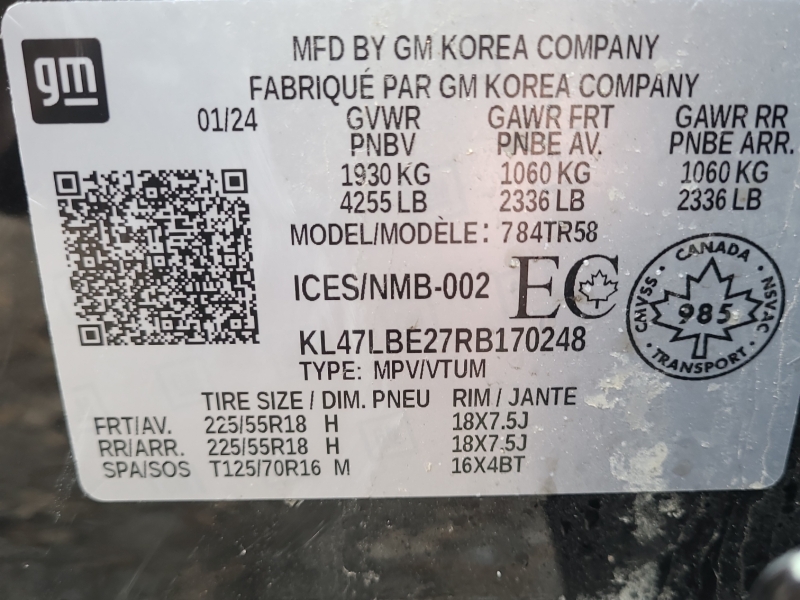 gm
MFD BY GM KOREA COMPANY
FABRIQUÉ PAR GM KOREA COMPANY
01/24 GVWR GAWR FRT GAWR RR
PNBV PNBE AV. PNBE ARR.
1930 KG 1060 KG 1060 KG
4255 LB 2336 LB 2336 LB
MODEL/MODÈLE: 784TR58
ICES/NMB-002 EC
CANADA
CMVSS 985 NSVAC
TRANSPORT
KL47LBE27RB170248
TYPE: MPV/VTUM
TIRE SIZE / DIM. PNEU RIM / JANTE
FRT/AV. 225/55R18 H 18X7.5J
RR/ARR. 225/55R18 H 18X7.5J
SPA/SOS T125/70R16 M 16X4BT